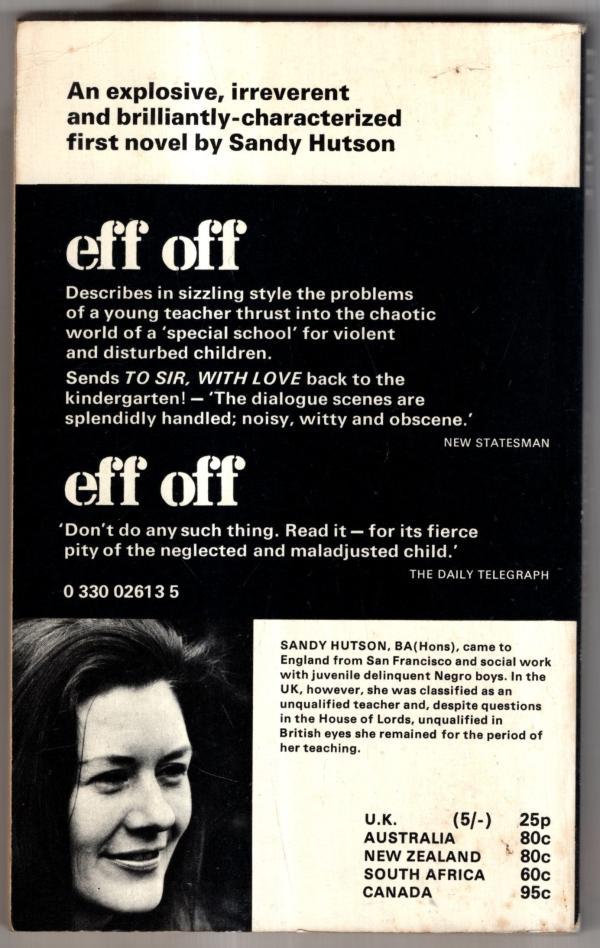 An explosive, irreverent
and brilliantly-characterized
first novel by Sandy Hutson
eff off
Describes in sizzling style the problems
of a young teacher thrust into the chaotic
world of a 'special school' for violent
and disturbed children.
Sends TO SIR, WITH LOVE back to the
kindergarten! — 'The dialogue scenes are
splendidly handled; noisy, witty and obscene.'
NEW STATESMAN
eff off
'Don't do any such thing. Read it — for its fierce
pity of the neglected and maladjusted child.'
THE DAILY TELEGRAPH
0 330 02613 5
SANDY HUTSON, BA(Hons), came to
England from San Francisco and social work
with juvenile delinquent Negro boys. In the
UK, however, she was classified as an
unqualified teacher and, despite questions
in the House of Lords, unqualified in
British eyes she remained for the period of
her teaching.
U.K. (5/-) 25p
AUSTRALIA 80c
NEW ZEALAND 80c
SOUTH AFRICA 60c
CANADA 95c